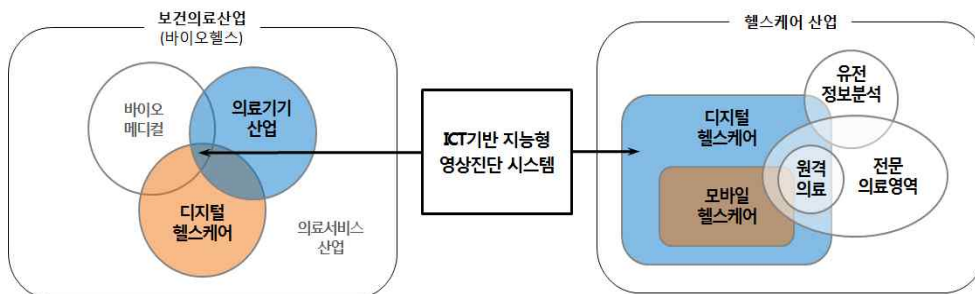 보건의료산업
(바이오헬스)
바이오
메디컬
의료기기
산업
디지털
헬스케어
의료서비스
산업
ICT기반 지능형
영상진단 시스템
헬스케어 산업
유전
정보분석
디지털
헬스케어
원격
의료
전문
의료영역
모바일
헬스케어